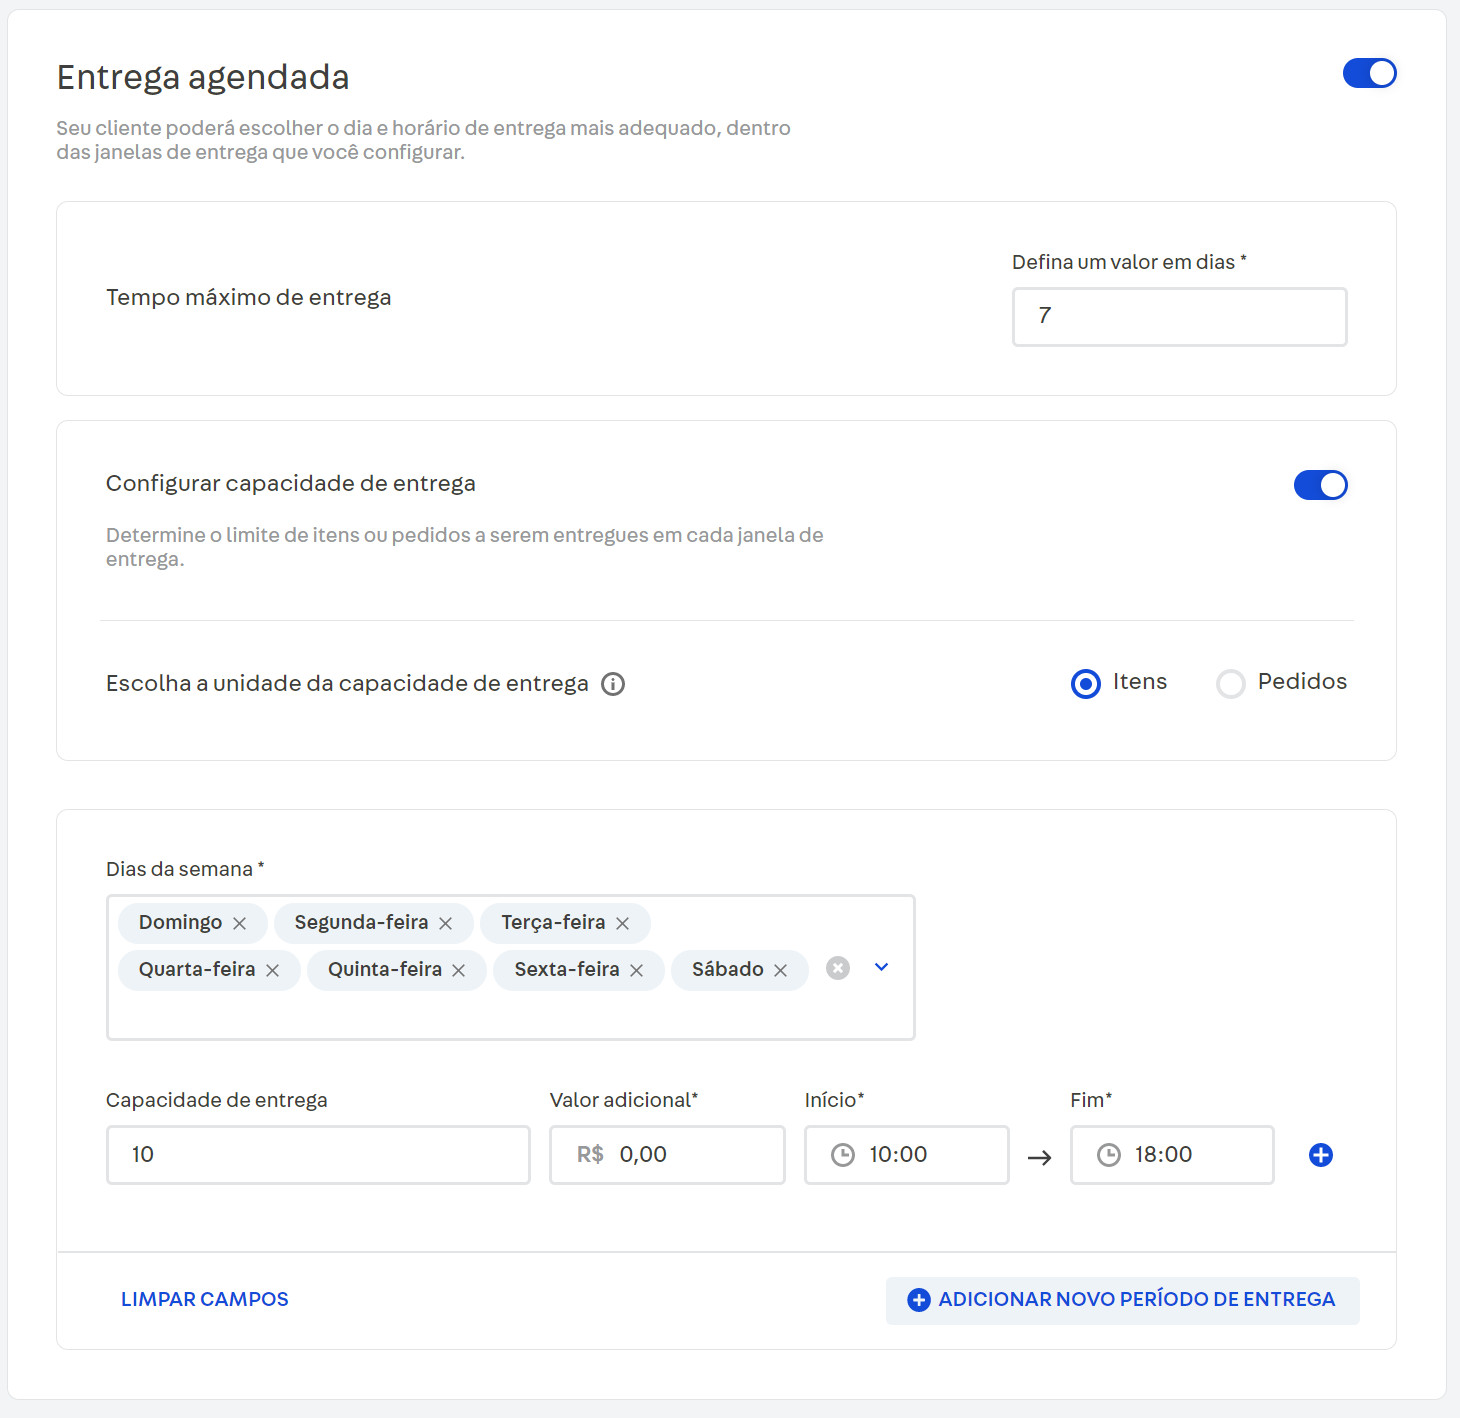 Entrega agendada
Seu cliente poderá escolher o dia e horário de entrega mais adequado, dentro
das janelas de entrega que você configurar.
Defina um valor em dias *
Tempo máximo de entrega
7
Configurar capacidade de entrega
Determine o limite de itens ou pedidos a serem entregues em cada janela de
entrega.
Escolha a unidade da capacidade de entrega
Itens
Pedidos
Dias da semana *
Domingo
Segunda-feira
Terça-feira
Quarta-feira
Quinta-feira
Sexta-feira
Sábado
Capacidade de entrega
Valor adicional*
Início*
Fim*
10
R$ 0,00
10:00
18:00
LIMPAR CAMPOS
ADICIONAR NOVO PERÍODO DE ENTREGA